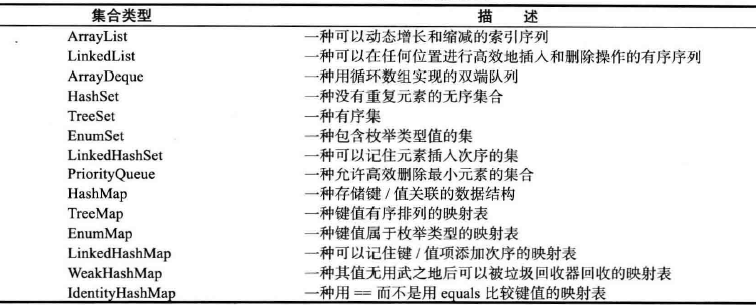 集合类型 描 述
ArrayList 一种可以动态增长和缩减的索引序列
LinkedList 一种可以在任何位置进行高效地插入和删除操作的有序序列
ArrayDeque 一种用循环数组实现的双端队列
HashSet 一种没有重复元素的无序集合
TreeSet 一种有序集
EnumSet 一种包含枚举类型值的集
LinkedHashSet 一种可以记住元素插入次序的集
PriorityQueue 一种允许高效删除最小元素的集合
HashMap 一种存储键 / 值关联的数据结构
TreeMap 一种键值有序排列的映射表
EnumMap 一种键值属于枚举类型的映射表
LinkedHashMap 一种可以记住键 / 值项添加次序的映射表
WeakHashMap 一种其值无用武之地后可以被垃圾回收器回收的映射表
IdentityHashMap 一种用 == 而不是用 equals 比较键值的映射表